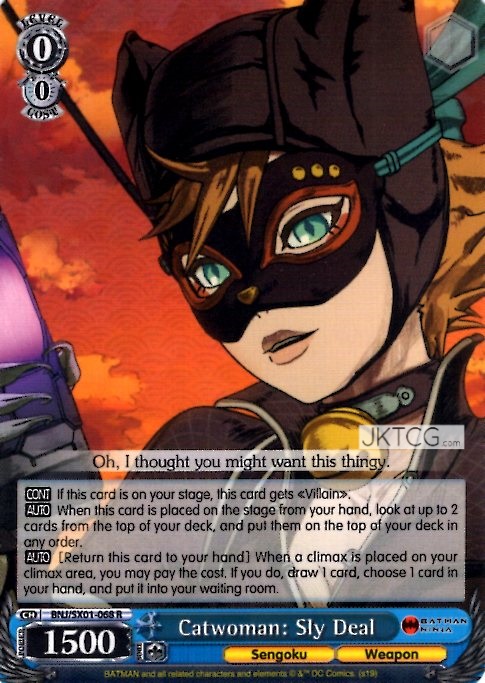 LEVEL
0
0
COST
JKTCG.com
Oh, I thought you might want this thingy.
CONT If this card is on your stage, this card gets «Villain».
AUTO When this card is placed on the stage from your hand, look at up to 2
cards from the top of your deck, and put them on the top of your deck in
any order.
AUTO [Return this card to your hand] When a climax is placed on your
climax area, you may pay the cost. If you do, draw 1 card, choose 1 card in
your hand, and put it into your waiting room.
CH BNJ/SX01-068 R
POWER 1500 Catwoman: Sly Deal BATMAN NINJA
Sengoku Weapon
BATMAN and all related characters and elements © & ™ DC Comics. (s19)